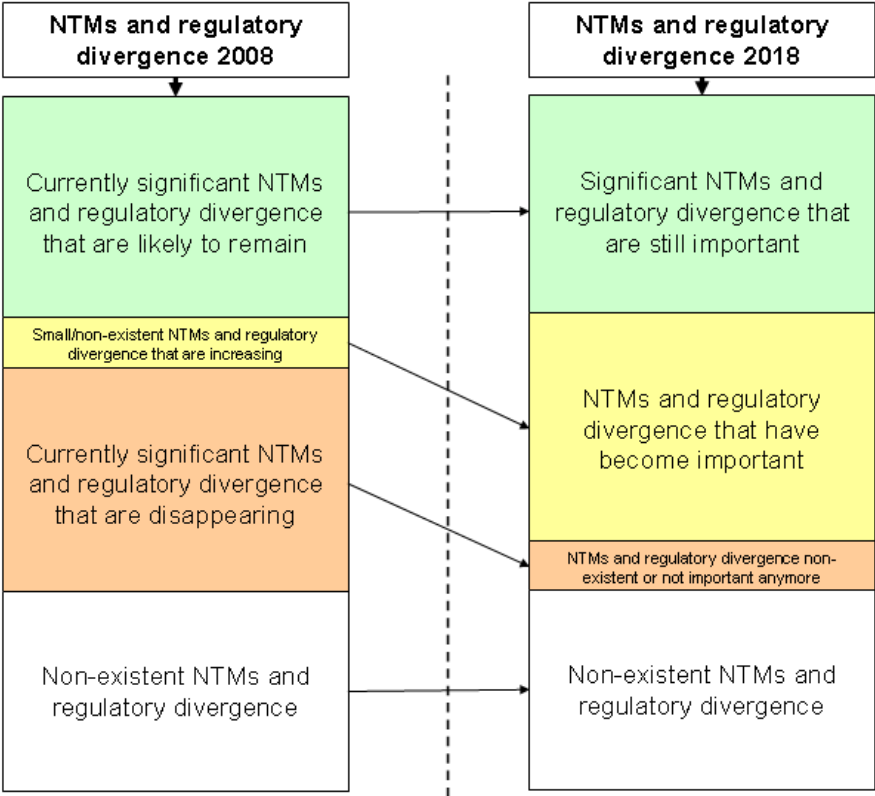 NTMs and regulatory
divergence 2008
Currently significant NTMs
and regulatory divergence
that are likely to remain
Small/non-existent NTMs and regulatory
divergence that are increasing
Currently significant NTMs
and regulatory divergence
that are disappearing
Non-existent NTMs and
regulatory divergence
NTMs and regulatory
divergence 2018
Significant NTMs and
regulatory divergence that
are still important
NTMs and regulatory
divergence that have
become important
NTMs and regulatory divergence non-
existent or not important anymore
Non-existent NTMs and
regulatory divergence